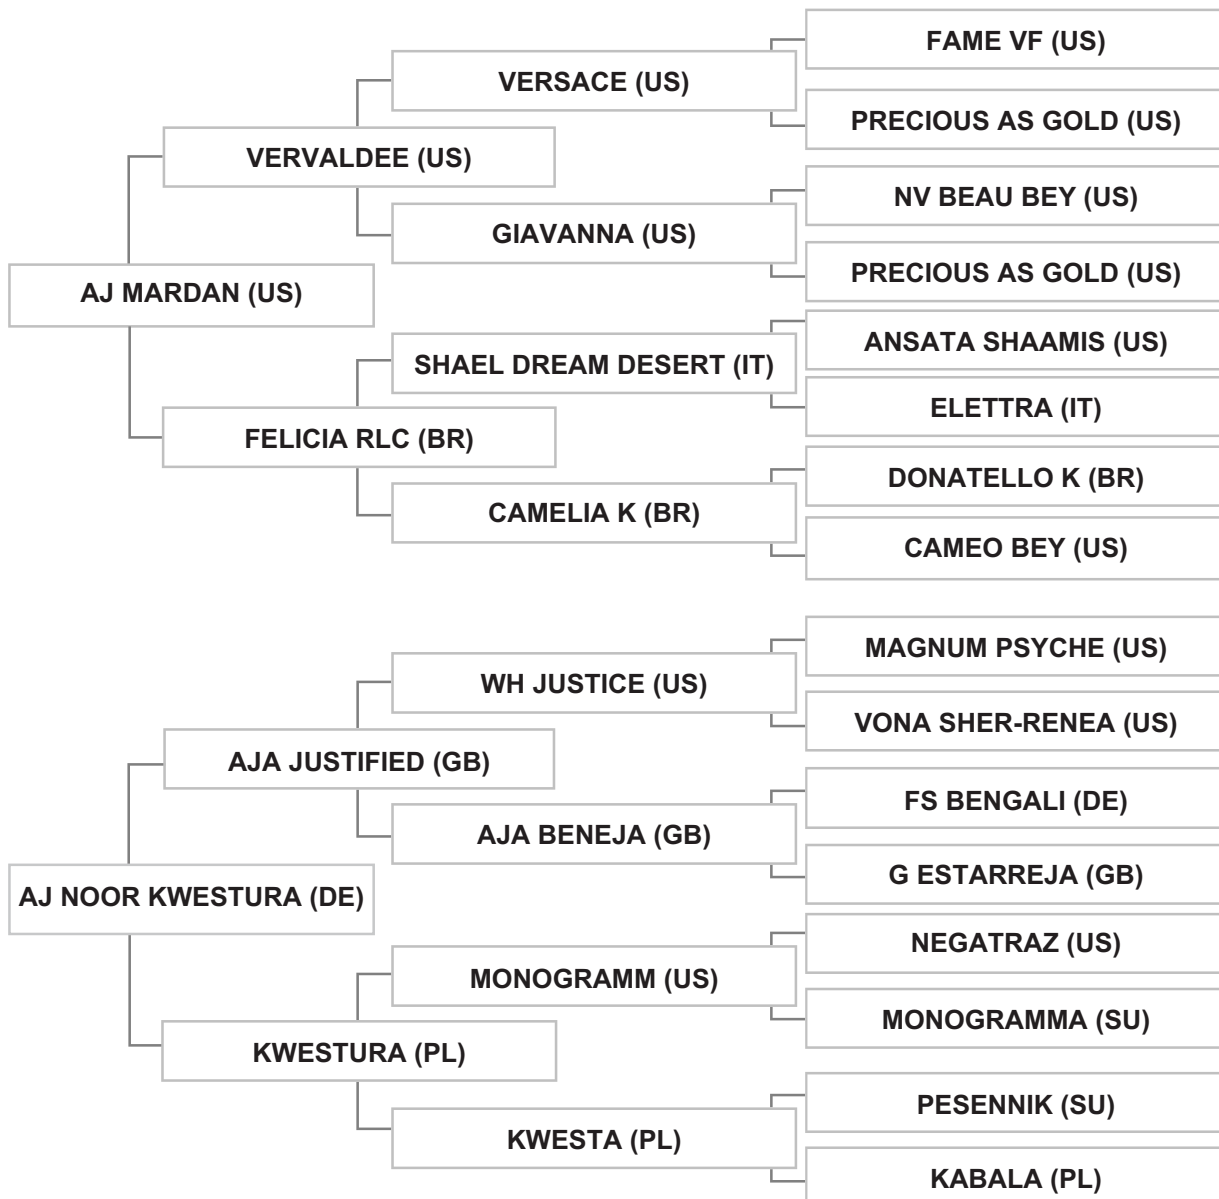 FAME VF (US)
VERSACE (US)
PRECIOUS AS GOLD (US)
VERVALDEE (US)
NV BEAU BEY (US)
GIAVANNA (US)
PRECIOUS AS GOLD (US)
AJ MARDAN (US)
ANSATA SHAAMIS (US)
SHAEL DREAM DESERT (IT)
ELETTRA (IT)
FELICIA RLC (BR)
DONATELLO K (BR)
CAMELIA K (BR)
CAMEO BEY (US)
MAGNUM PSYCHE (US)
WH JUSTICE (US)
VONA SHER-RENEA (US)
AJA JUSTIFIED (GB)
FS BENGALI (DE)
AJA BENEJA (GB)
G ESTARREJA (GB)
AJ NOOR KWESTURA (DE)
NEGATRAZ (US)
MONOGRAMM (US)
MONOGRAMMA (SU)
KWESTURA (PL)
PESENNIK (SU)
KWESTA (PL)
KABALA (PL)